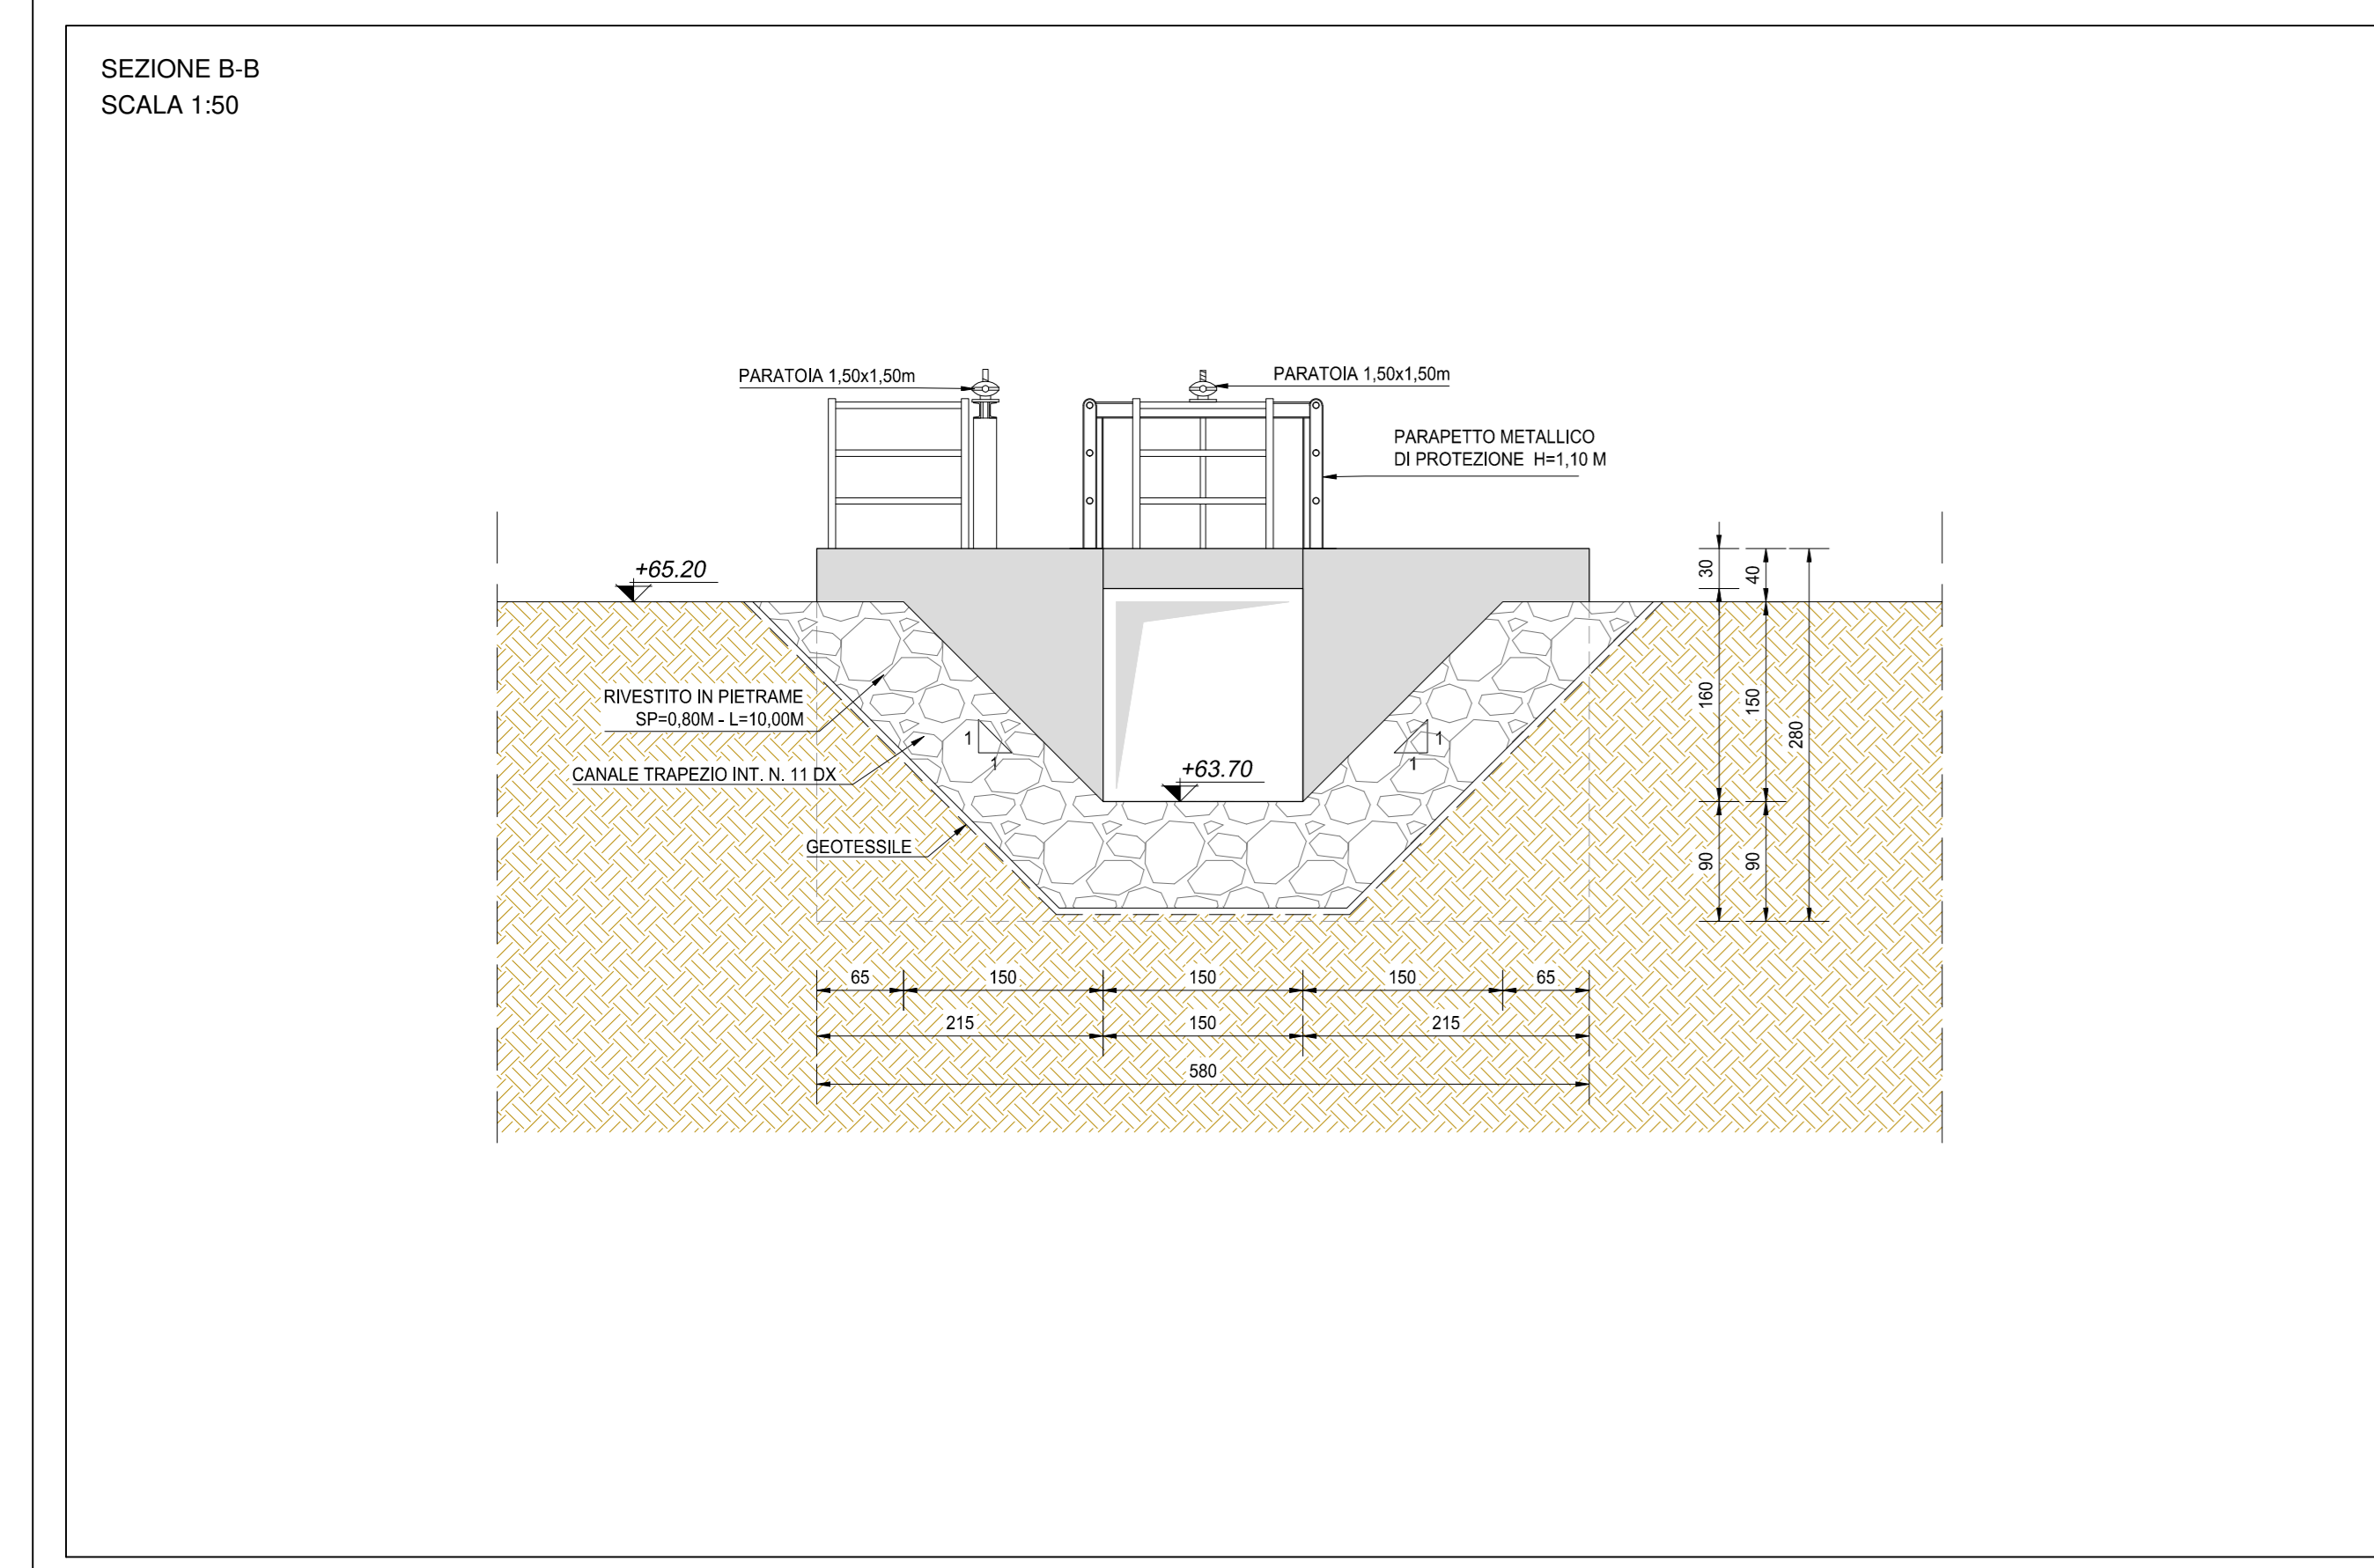 SEZIONE B-B
SCALA 1:50
PARATOIA 1,50x1,50m
PARATOIA 1,50x1,50m
PARAPETTO METALLICO
DI PROTEZIONE H=1,10 M
+65.20
30
40
RIVESTITO IN PIETRAME
SP=0,80M - L=10,00M
160
150
280
1
1
1
1
CANALE TRAPEZIO INT. N. 11 DX
+63.70
GEOTESSILE
90
90
65
150
150
150
65
215
150
215
580